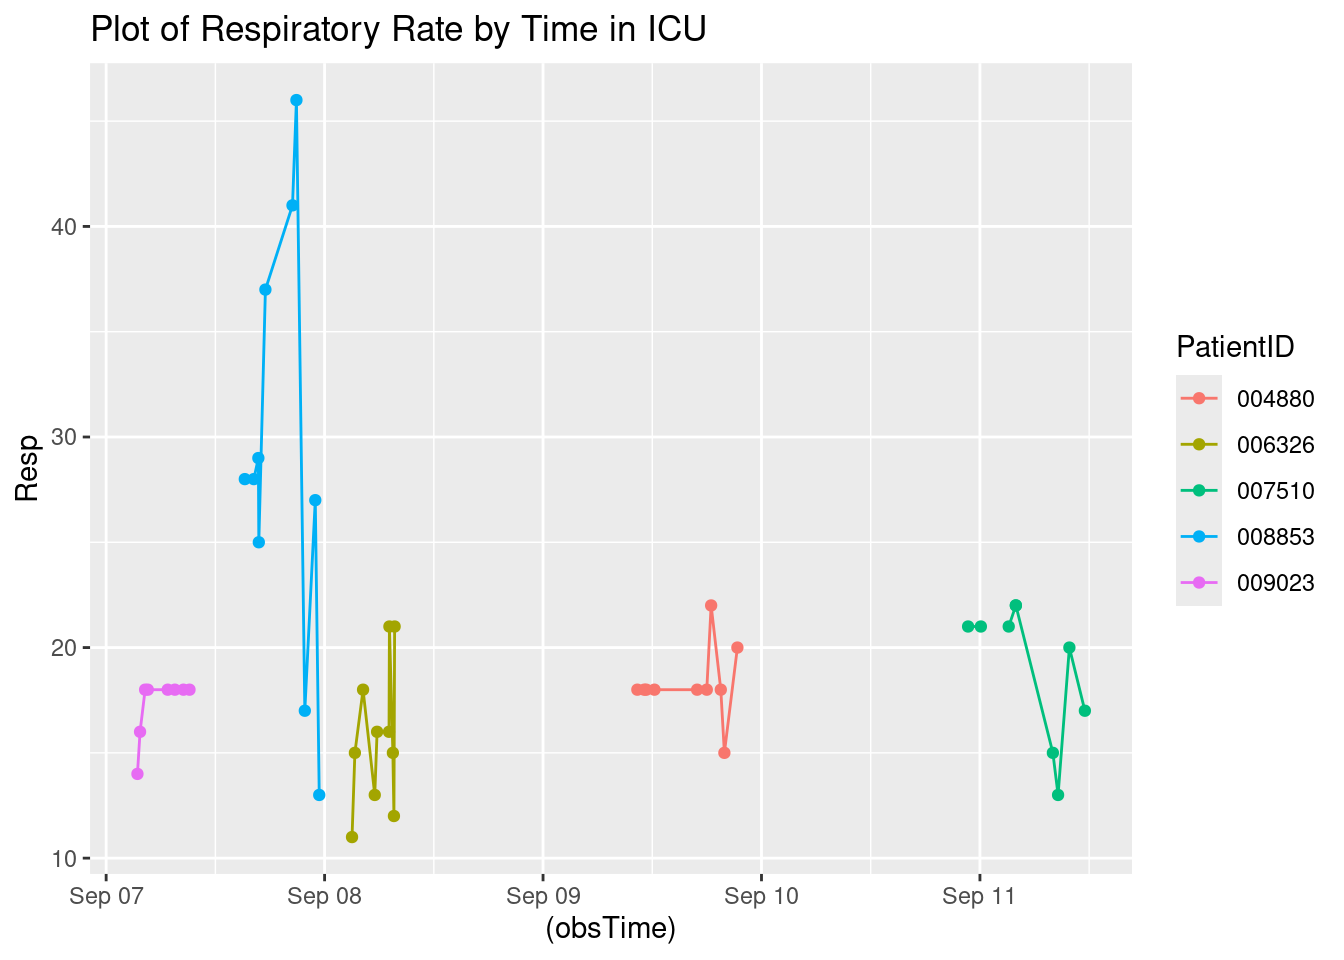 Plot of Respiratory Rate by Time in ICU
Resp
40
30
20
10
Sep 07 Sep 08 Sep 09 Sep 10 Sep 11
(obsTime)
PatientID
004880
006326
007510
008853
009023